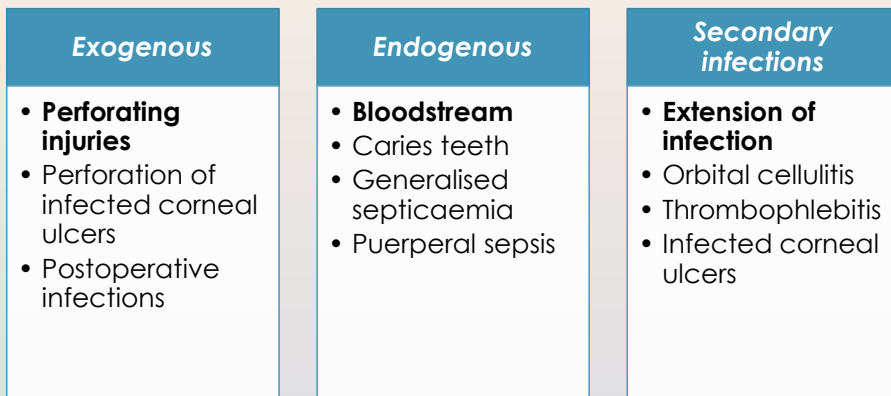 Exogenous
• Perforating
injuries
• Perforation of
infected corneal
ulcers
• Postoperative
infections
Endogenous
• Bloodstream
• Caries teeth
• Generalised
septicaemia
• Puerperal sepsis
Secondary
infections
• Extension of
infection
• Orbital cellulitis
• Thrombophlebitis
• Infected corneal
ulcers